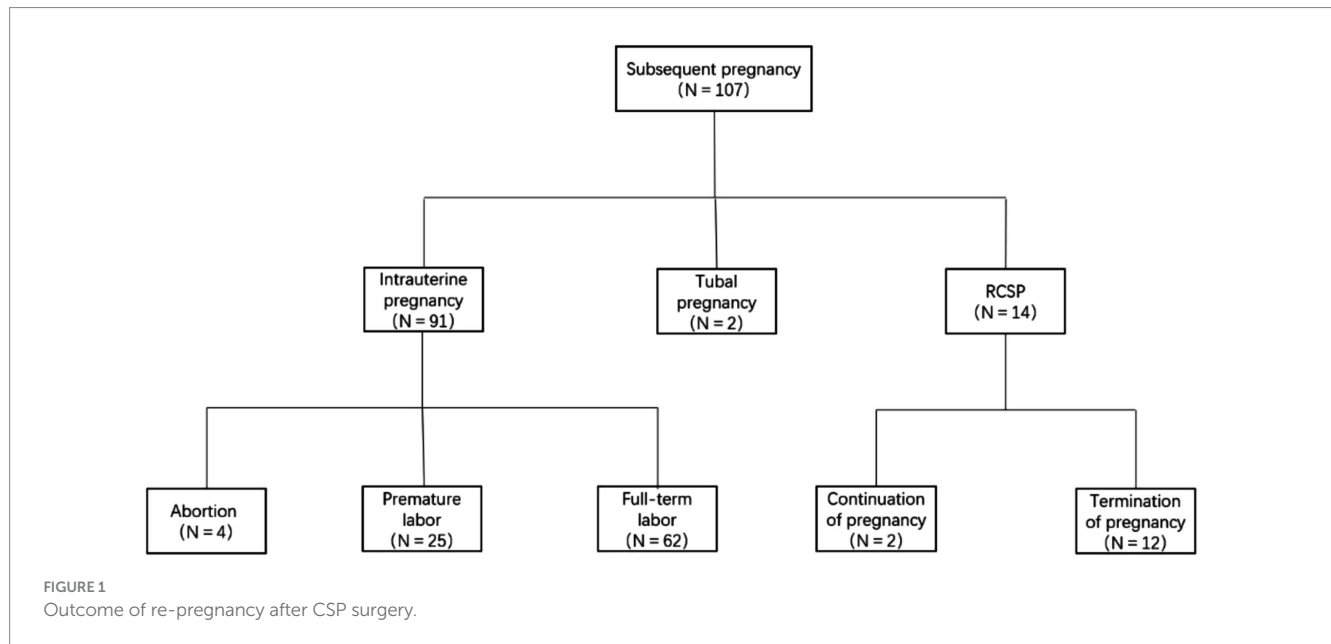 Subsequent pregnancy
(N = 107)
Intrauterine
pregnancy
(N = 91)
Tubal
pregnancy
(N = 2)
RCSP
(N = 14)
Abortion
(N = 4)
Premature
labor
(N = 25)
Full-term
labor
(N = 62)
Continuation
of pregnancy
(N = 2)
Termination
of pregnancy
(N = 12)
FIGURE 1
Outcome of re-pregnancy after CSP surgery.